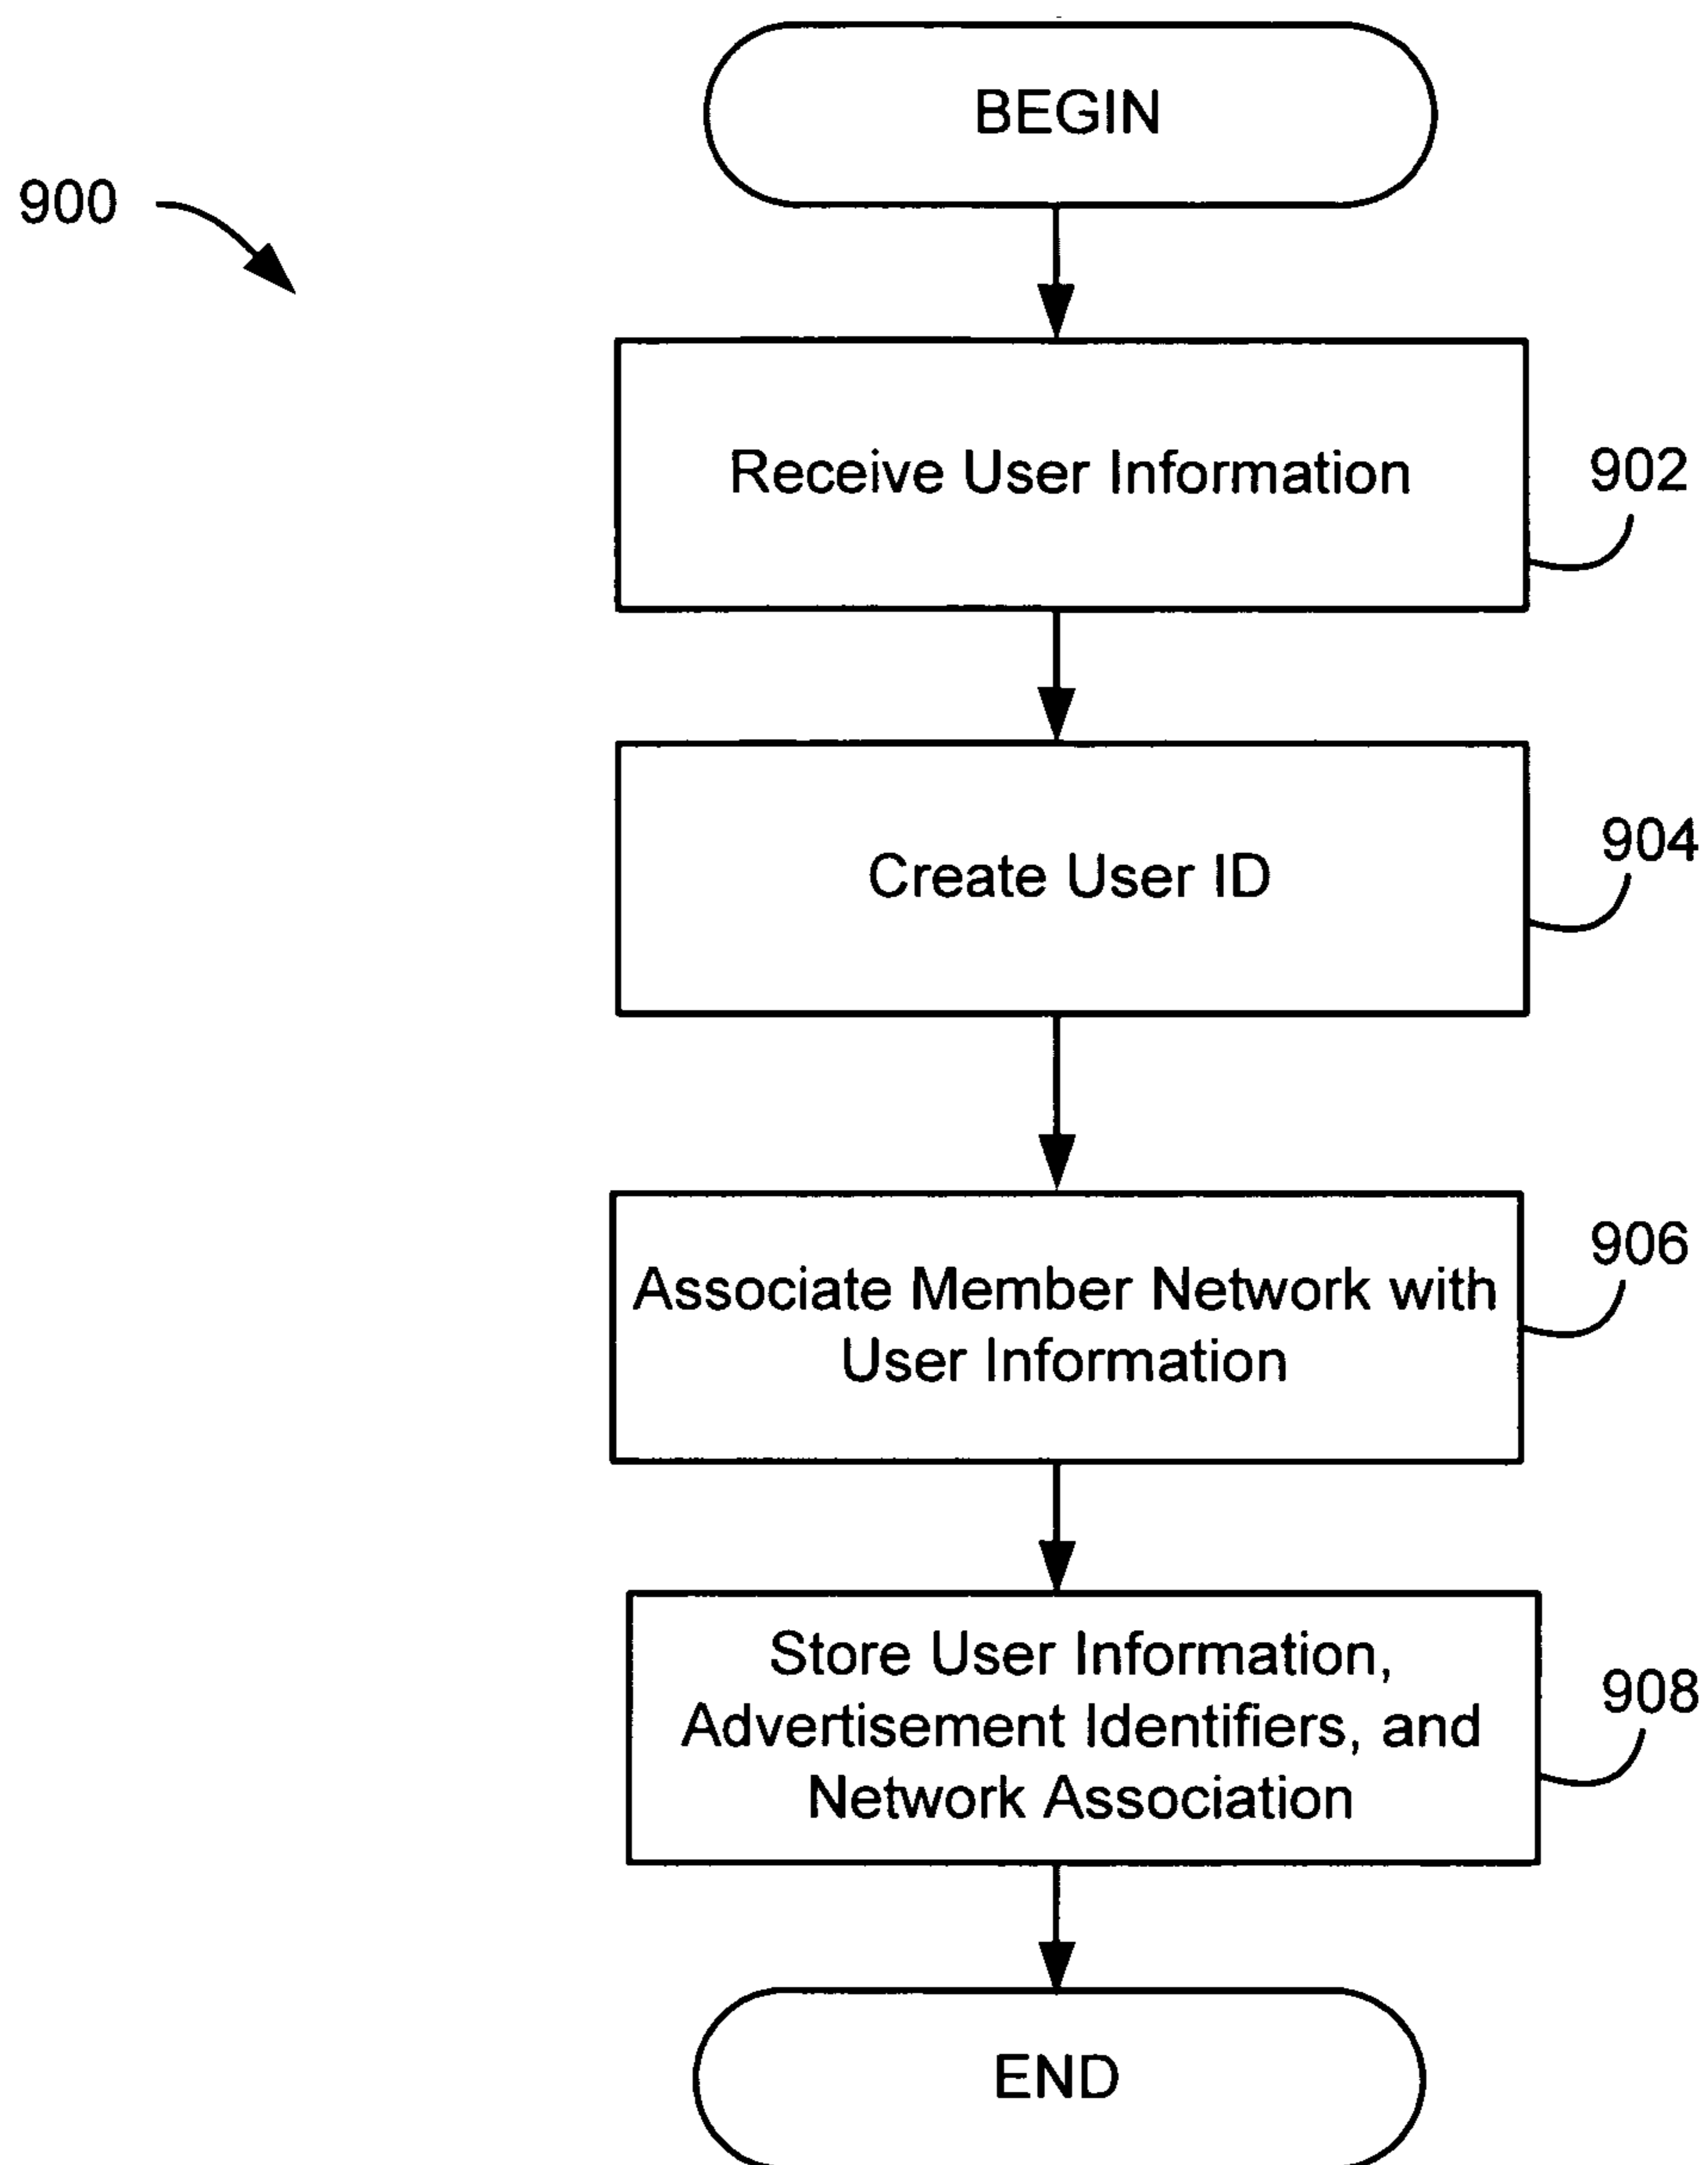 BEGIN
900
Receive User Information
902
Create User ID
904
Associate Member Network with
User Information
906
Store User Information,
Advertisement Identifiers, and
Network Association
908
END